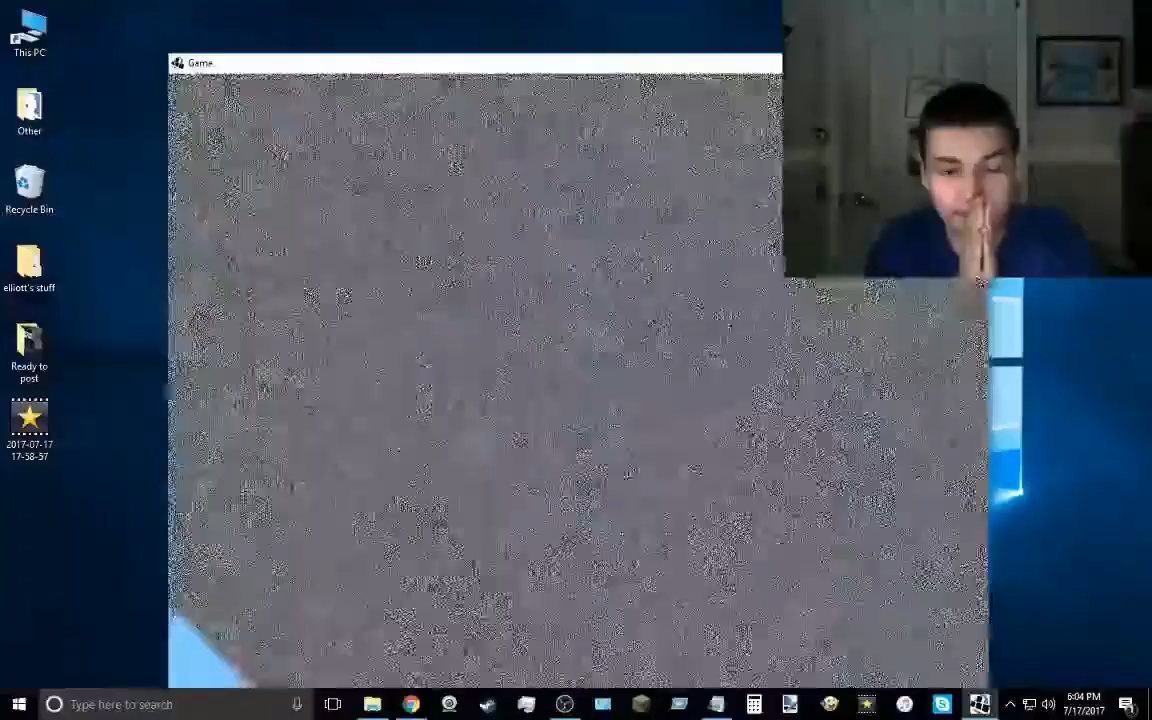 This PC
Game
Other
Recycle Bin
elliott's stuff
Ready to
post
2017-07-17
17-58-57
Type here to search
6:04 PM
7/17/2017